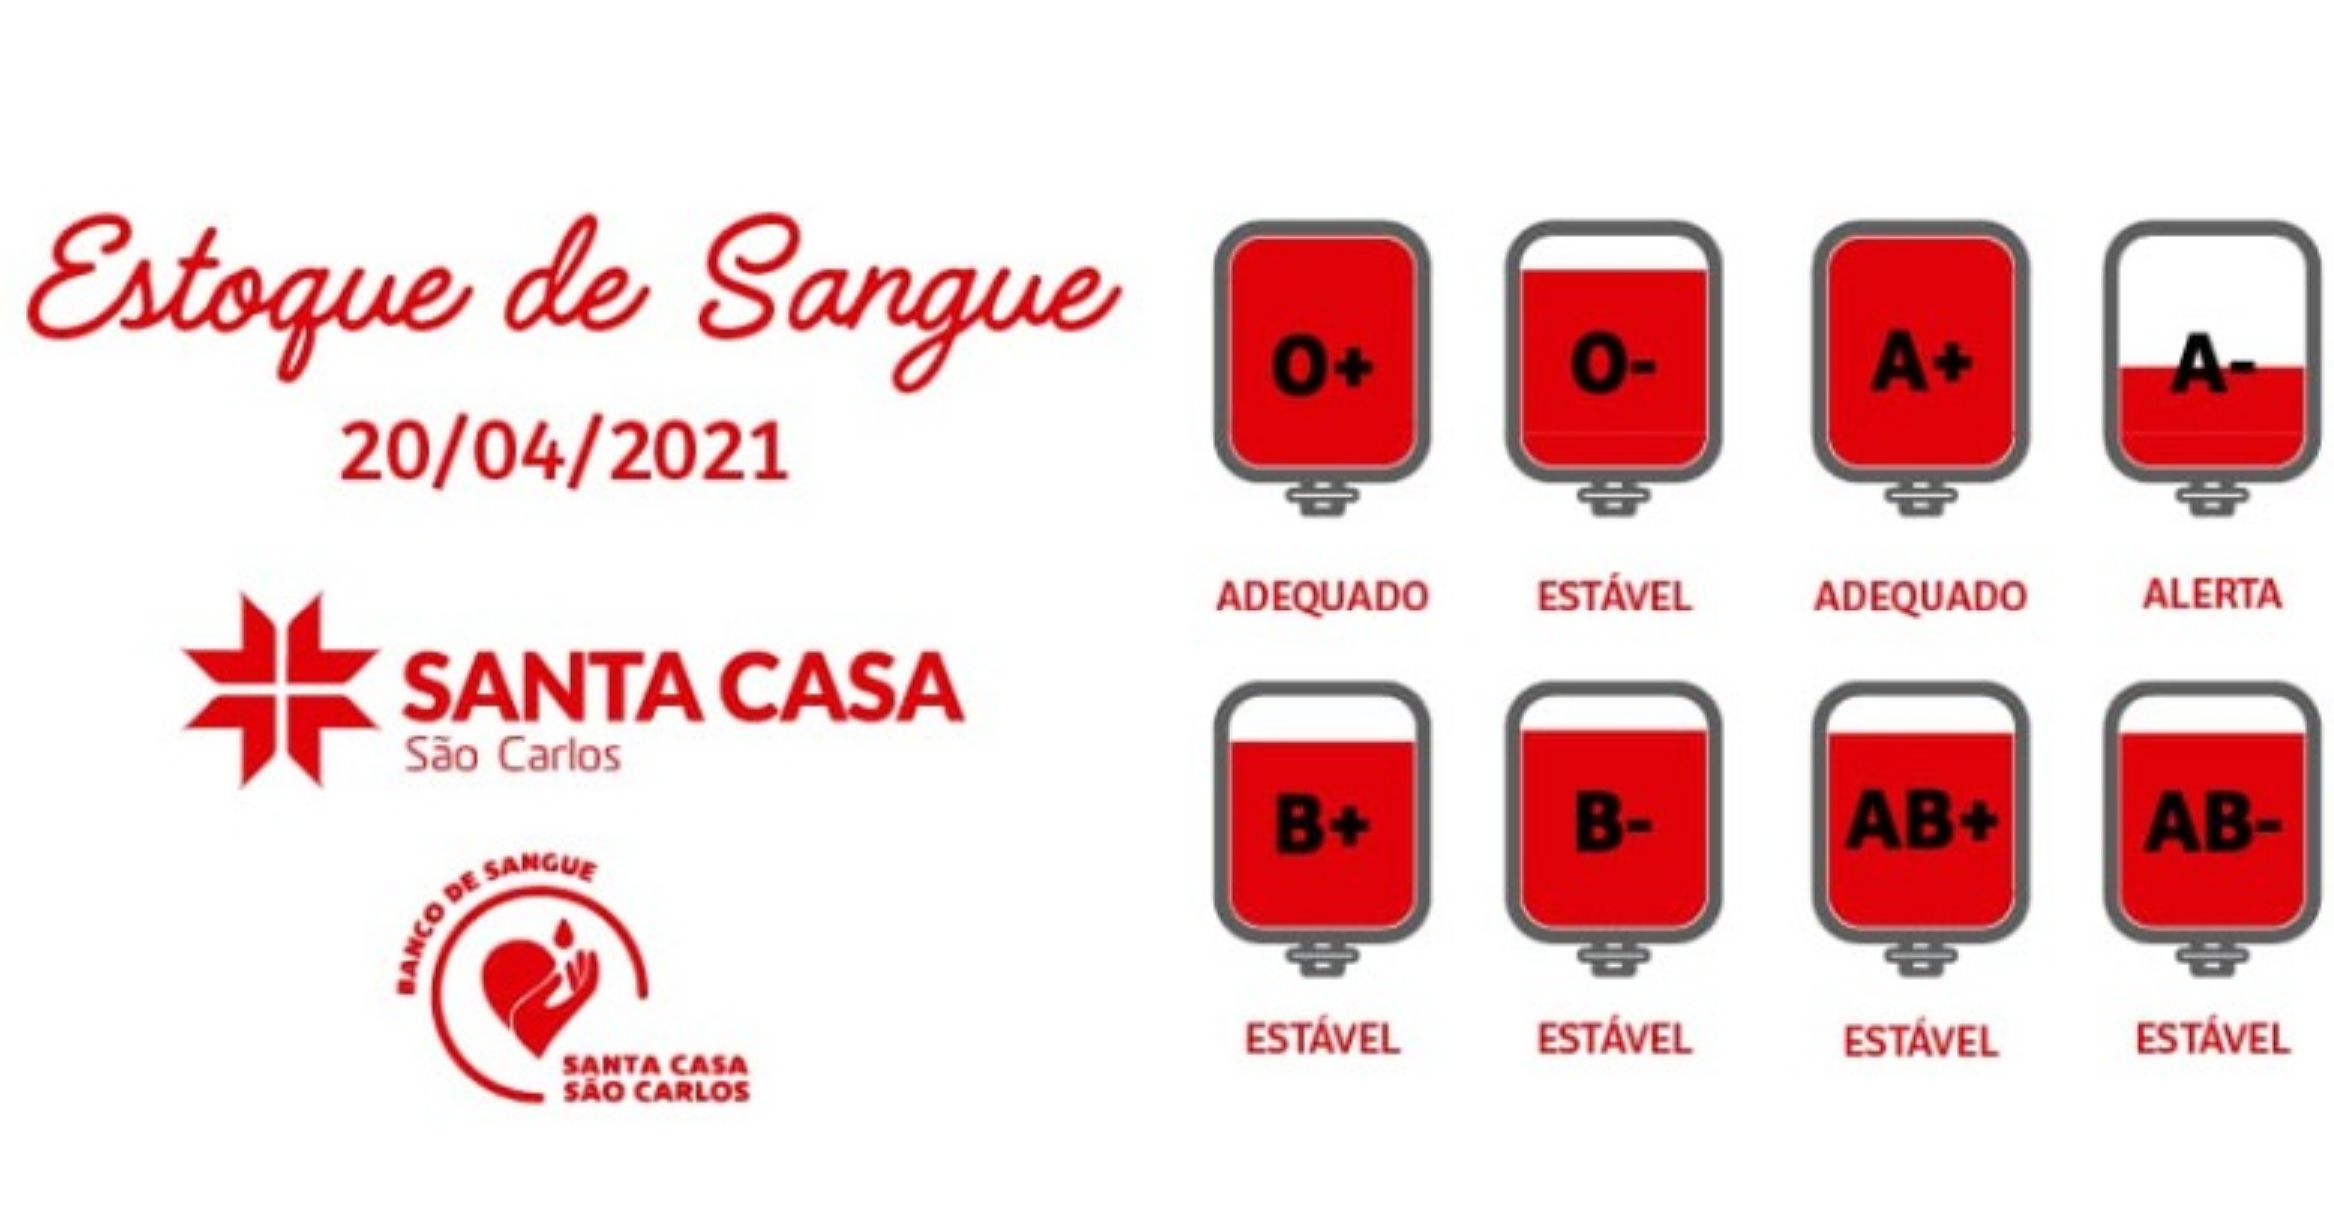 Estoque de Sangue
20/04/2021
SANTA CASA
São Carlos
BANCO DE SANGUE
SANTA CASA
SÃO CARLOS
O+ O- A+ A-
ADEQUADO ESTÁVEL ADEQUADO ALERTA
B+ B- AB+ AB-
ESTÁVEL ESTÁVEL ESTÁVEL ESTÁVEL